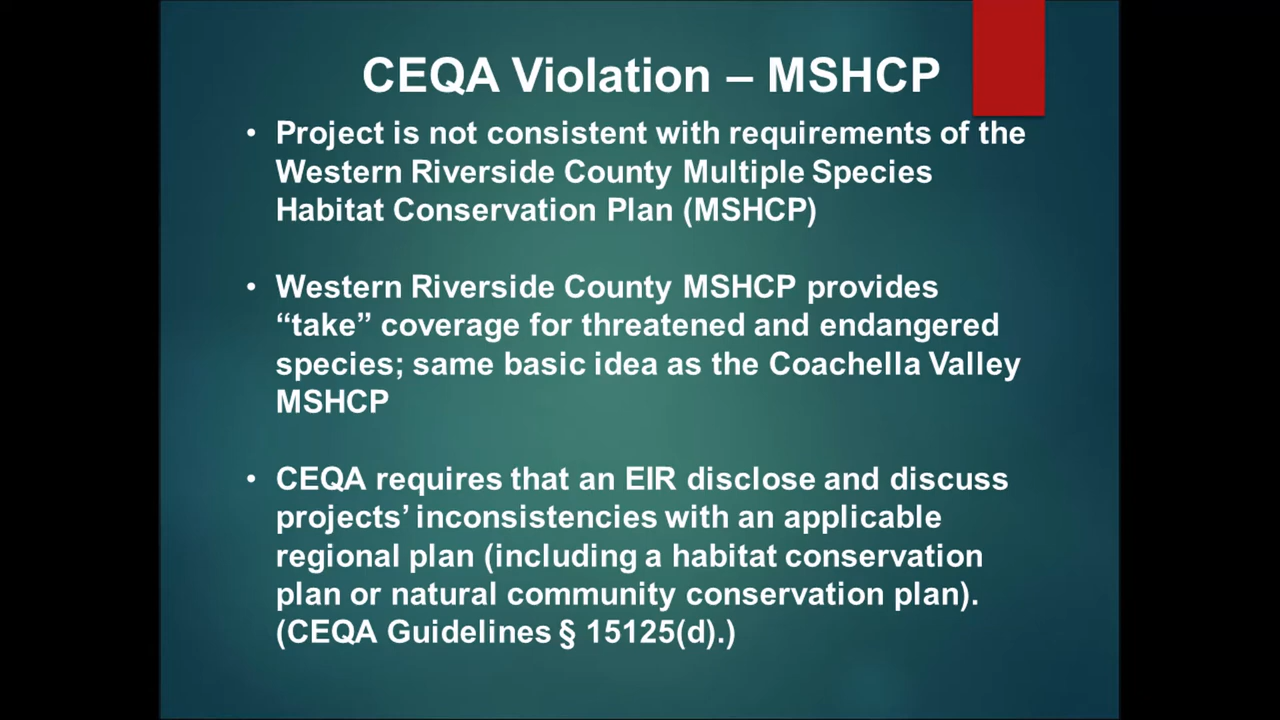 CEQA Violation – MSHCP
• Project is not consistent with requirements of the
Western Riverside County Multiple Species
Habitat Conservation Plan (MSHCP)
• Western Riverside County MSHCP provides
“take” coverage for threatened and endangered
species; same basic idea as the Coachella Valley
MSHCP
• CEQA requires that an EIR disclose and discuss
projects’ inconsistencies with an applicable
regional plan (including a habitat conservation
plan or natural community conservation plan).
(CEQA Guidelines § 15125(d).)